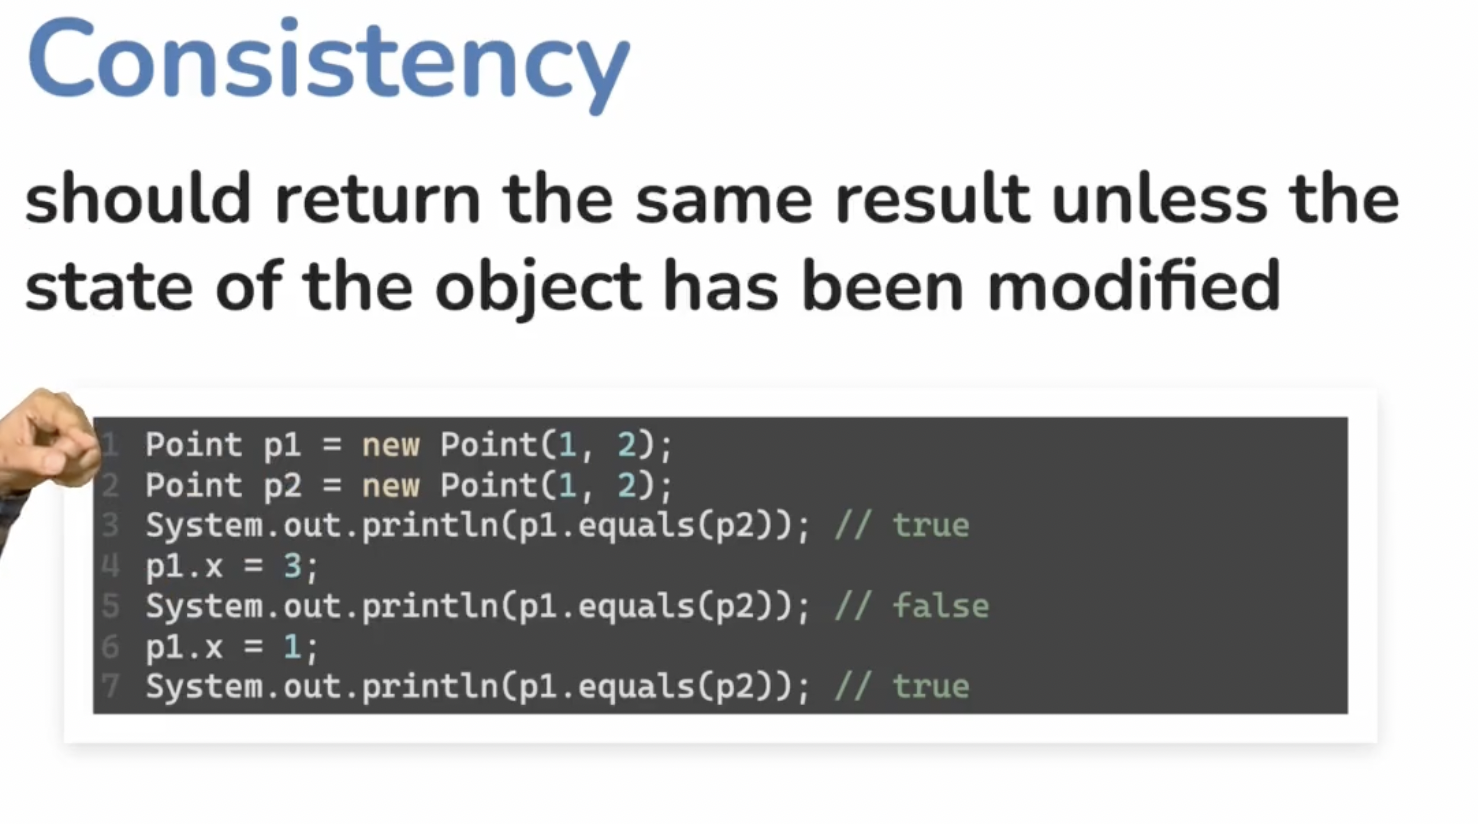 Consistency
should return the same result unless the
state of the object has been modified
1 Point p1 = new Point(1, 2);
2 Point p2 = new Point(1, 2);
3 System.out.println(p1.equals(p2)); // true
4 p1.x = 3;
5 System.out.println(p1.equals(p2)); // false
6 p1.x = 1;
7 System.out.println(p1.equals(p2)); // true